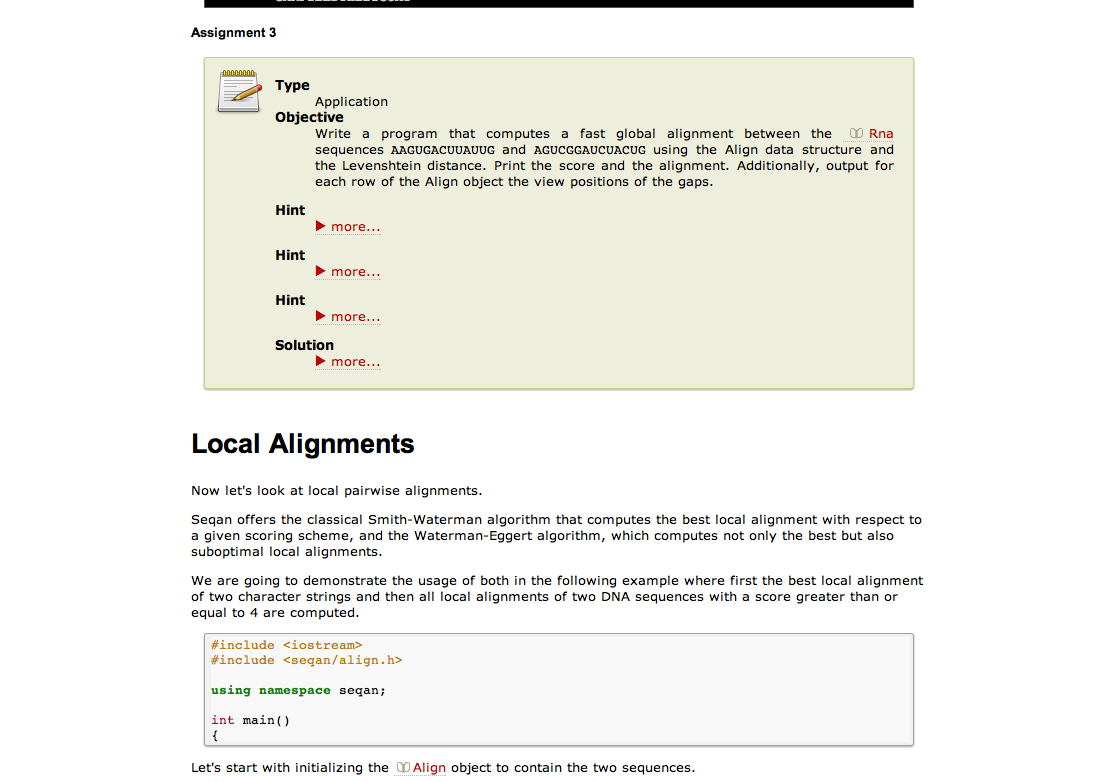 Assignment 3
Type
Application
Objective
Write a program that computes a fast global alignment between the Rna
sequences AAGUGACUUAUUG and AGUCGGAUCUACUG using the Align data structure and
the Levenshtein distance. Print the score and the alignment. Additionally, output for
each row of the Align object the view positions of the gaps.
Hint
more...
Hint
more...
Hint
more...
Solution
more...
Local Alignments
Now let's look at local pairwise alignments.
Seqan offers the classical Smith-Waterman algorithm that computes the best local alignment with respect to
a given scoring scheme, and the Waterman-Eggert algorithm, which computes not only the best but also
suboptimal local alignments.
We are going to demonstrate the usage of both in the following example where first the best local alignment
of two character strings and then all local alignments of two DNA sequences with a score greater than or
equal to 4 are computed.
#include <iostream>
#include <seqan/align.h>
using namespace seqan;
int main()
{
Let's start with initializing the Align object to contain the two sequences.